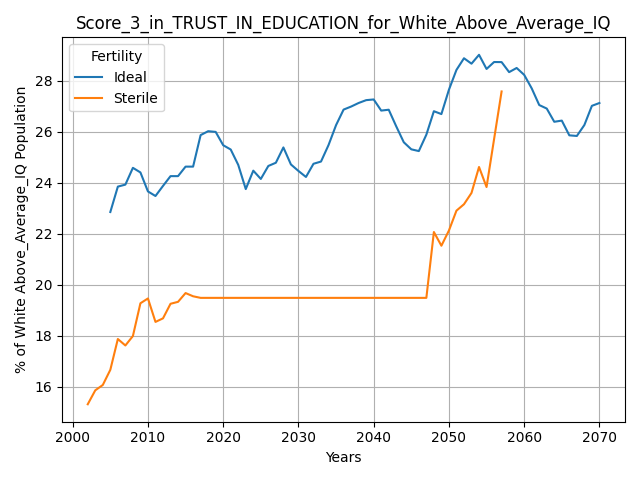 Score_3_in_TRUST_IN_EDUCATION_for_White_Above_Average_IQ
Fertility
Ideal
Sterile
% of White Above_Average_IQ Population
28
26
24
22
20
18
16
2000 2010 2020 2030 2040 2050 2060 2070
Years